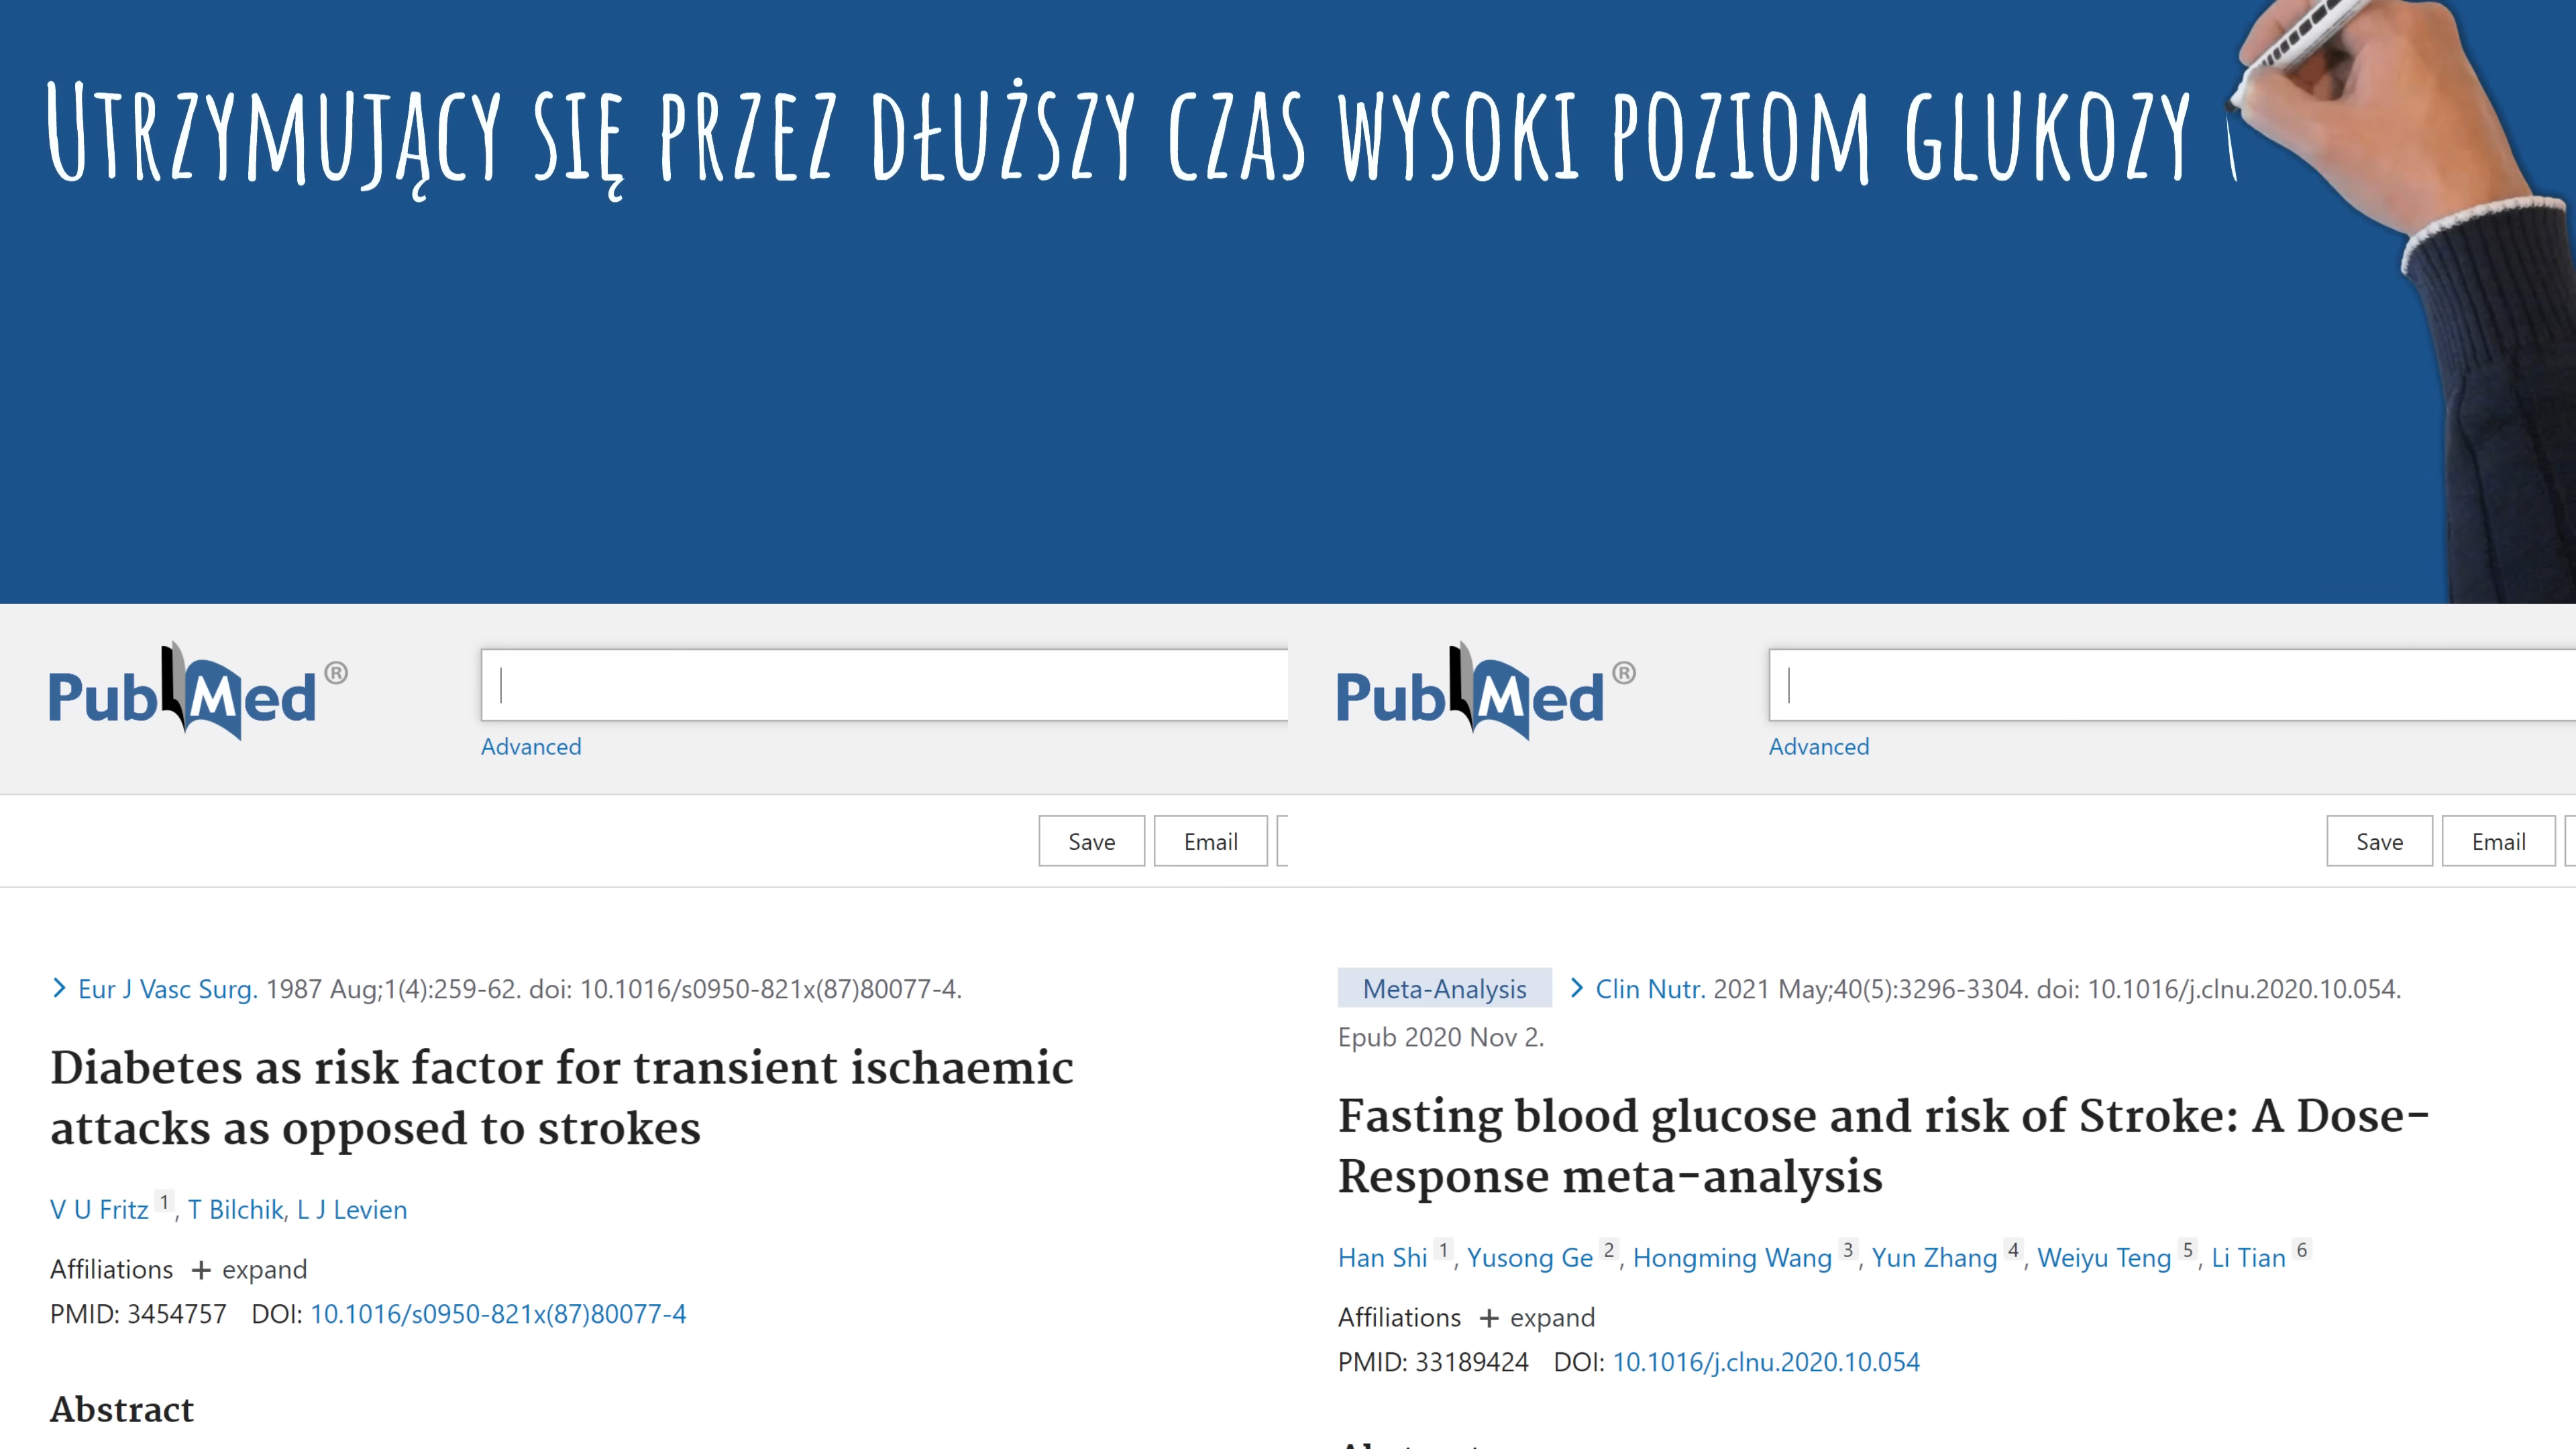 Utrzymujący się przez dłuższy czas wysoki poziom glukozy
PubMed®
Advanced
Save
Email
Eur J Vasc Surg. 1987 Aug;1(4):259-62. doi: 10.1016/s0950-821x(87)80077-4.
Diabetes as risk factor for transient ischaemic
attacks as opposed to strokes
V U Fritz 1, T Bilchik, L J Levien
Affiliations + expand
PMID: 3454757 DOI: 10.1016/s0950-821x(87)80077-4
Abstract
PubMed®
Advanced
Save
Email
Meta-Analysis > Clin Nutr. 2021 May;40(5):3296-3304. doi: 10.1016/j.clnu.2020.10.054.
Epub 2020 Nov 2.
Fasting blood glucose and risk of Stroke: A Dose-
Response meta-analysis
Han Shi 1, Yusong Ge 2, Hongming Wang 3, Yun Zhang 4, Weiyu Teng 5, Li Tian 6
Affiliations + expand
PMID: 33189424 DOI: 10.1016/j.clnu.2020.10.054